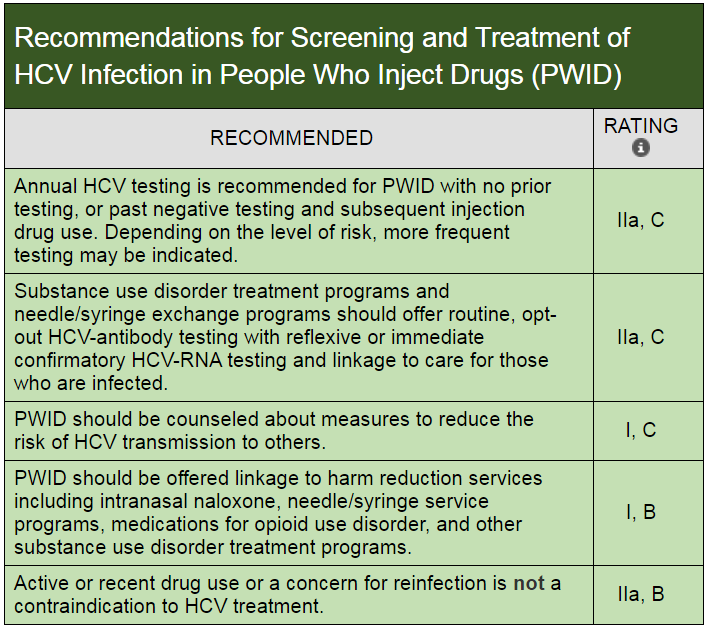 Recommendations for Screening and Treatment of
HCV Infection in People Who Inject Drugs (PWID)
RECOMMENDED
RATING
Annual HCV testing is recommended for PWID with no prior
testing, or past negative testing and subsequent injection
drug use. Depending on the level of risk, more frequent
testing may be indicated.
IIa, C
Substance use disorder treatment programs and
needle/syringe exchange programs should offer routine, opt-
out HCV-antibody testing with reflexive or immediate
confirmatory HCV-RNA testing and linkage to care for those
who are infected.
IIa, C
PWID should be counseled about measures to reduce the
risk of HCV transmission to others.
I, C
PWID should be offered linkage to harm reduction services
including intranasal naloxone, needle/syringe service
programs, medications for opioid use disorder, and other
substance use disorder treatment programs.
I, B
Active or recent drug use or a concern for reinfection is not a
contraindication to HCV treatment.
IIa, B